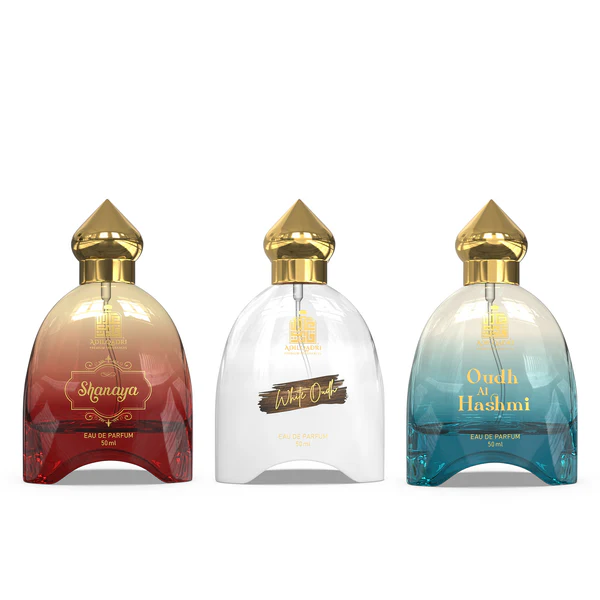 Shanaya
EAU DE PARFUM
50 ml
White Oudh
EAU DE PARFUM
50 ml
Oudh
Al
Hashmi
EAU DE PARFUM
50 ml